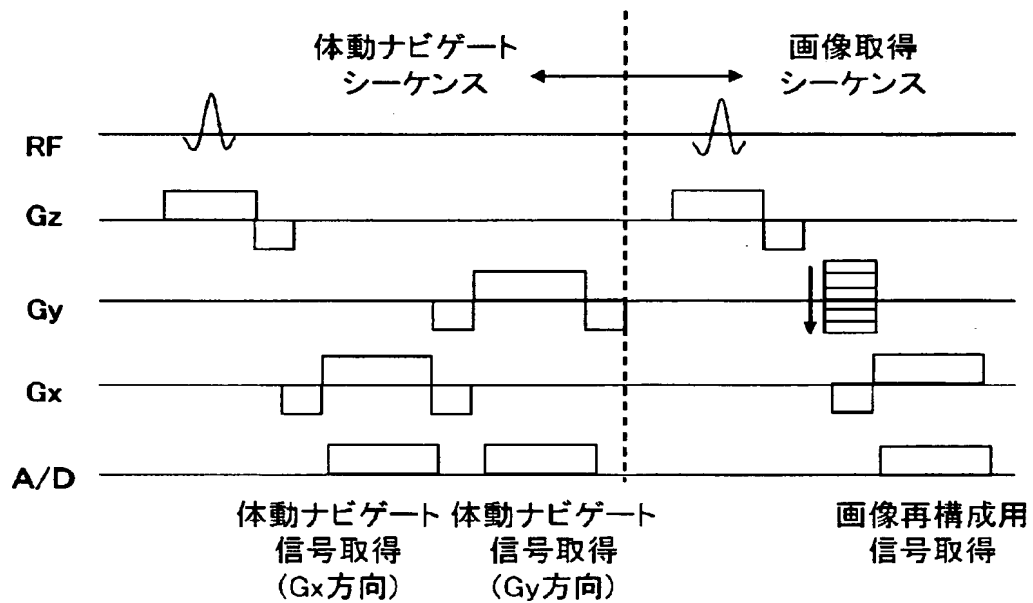 体動ナビゲート
シーケンス
画像取得
シーケンス
RF
Gz
Gy
Gx
A/D
体動ナビゲート
信号取得
(Gx方向)
体動ナビゲート
信号取得
(Gy方向)
画像再構成用
信号取得